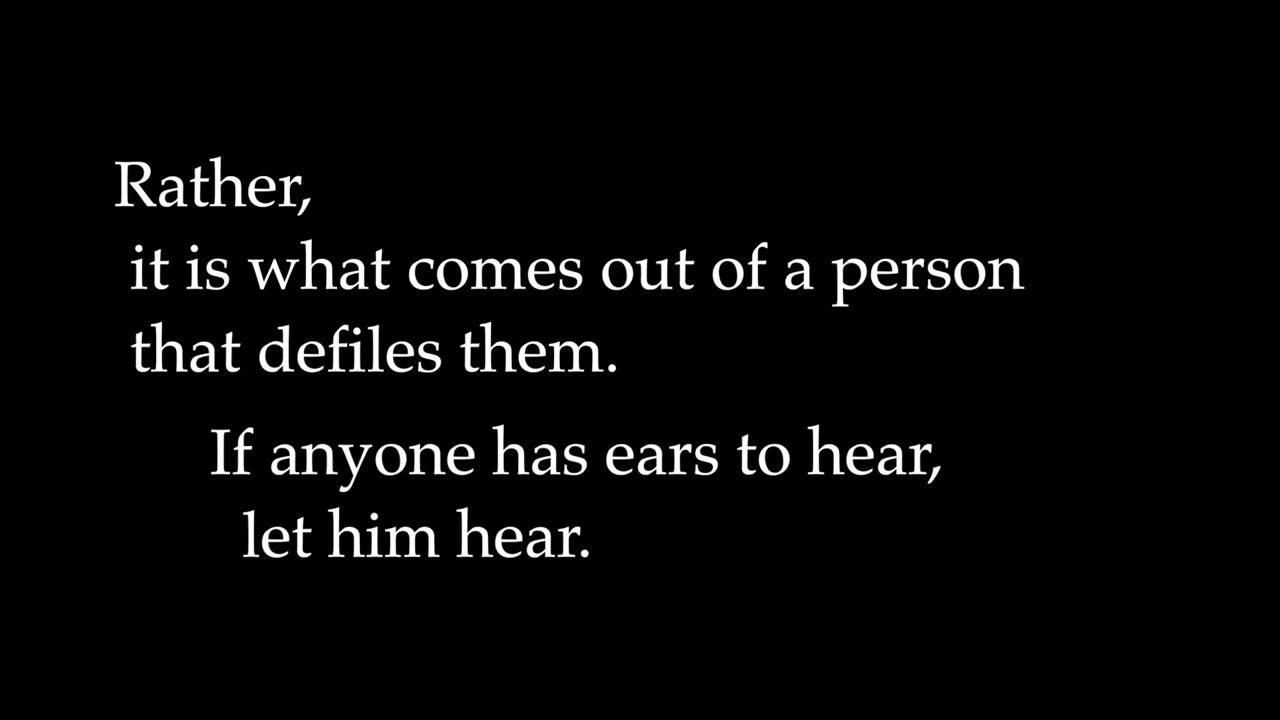 Rather,
it is what comes out of a person
that defiles them.
If anyone has ears to hear,
let him hear.